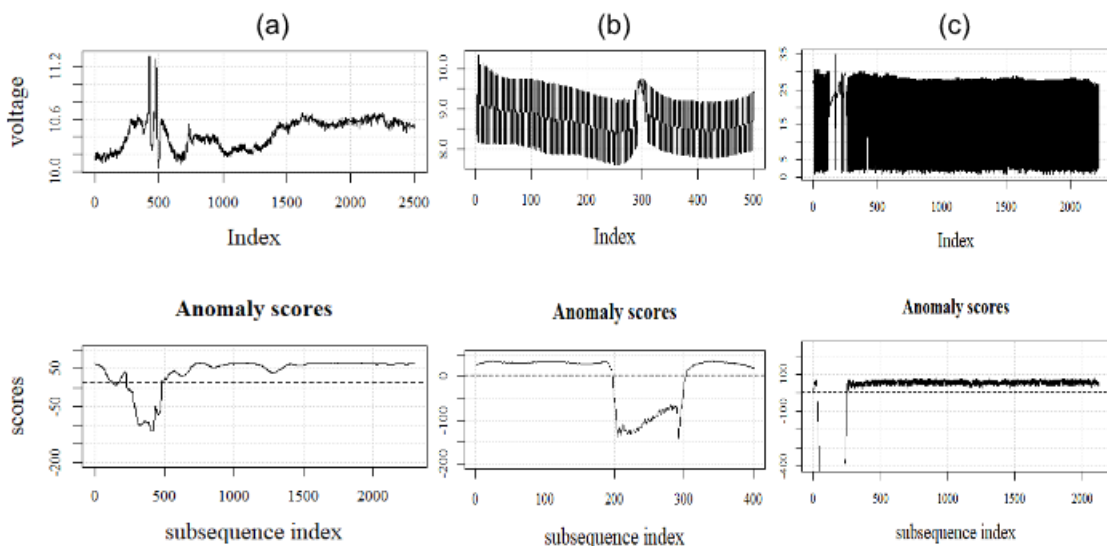 (a) (b) (c)
voltage
11.2
10.6
10.0
0 500 1000 1500 2000 2500
Index
10.0
9.0
8.0
0 100 200 300 400 500
Index
35
25
15
5
0
0 500 1000 1500 2000
Index
Anomaly scores
scores
50
-50
-200
0 500 1000 1500 2000
subsequence index
Anomaly scores
0
-100
-200
0 100 200 300 400
subsequence index
Anomaly scores
100
-100
-400
0 500 1000 1500 2000
subsequence index